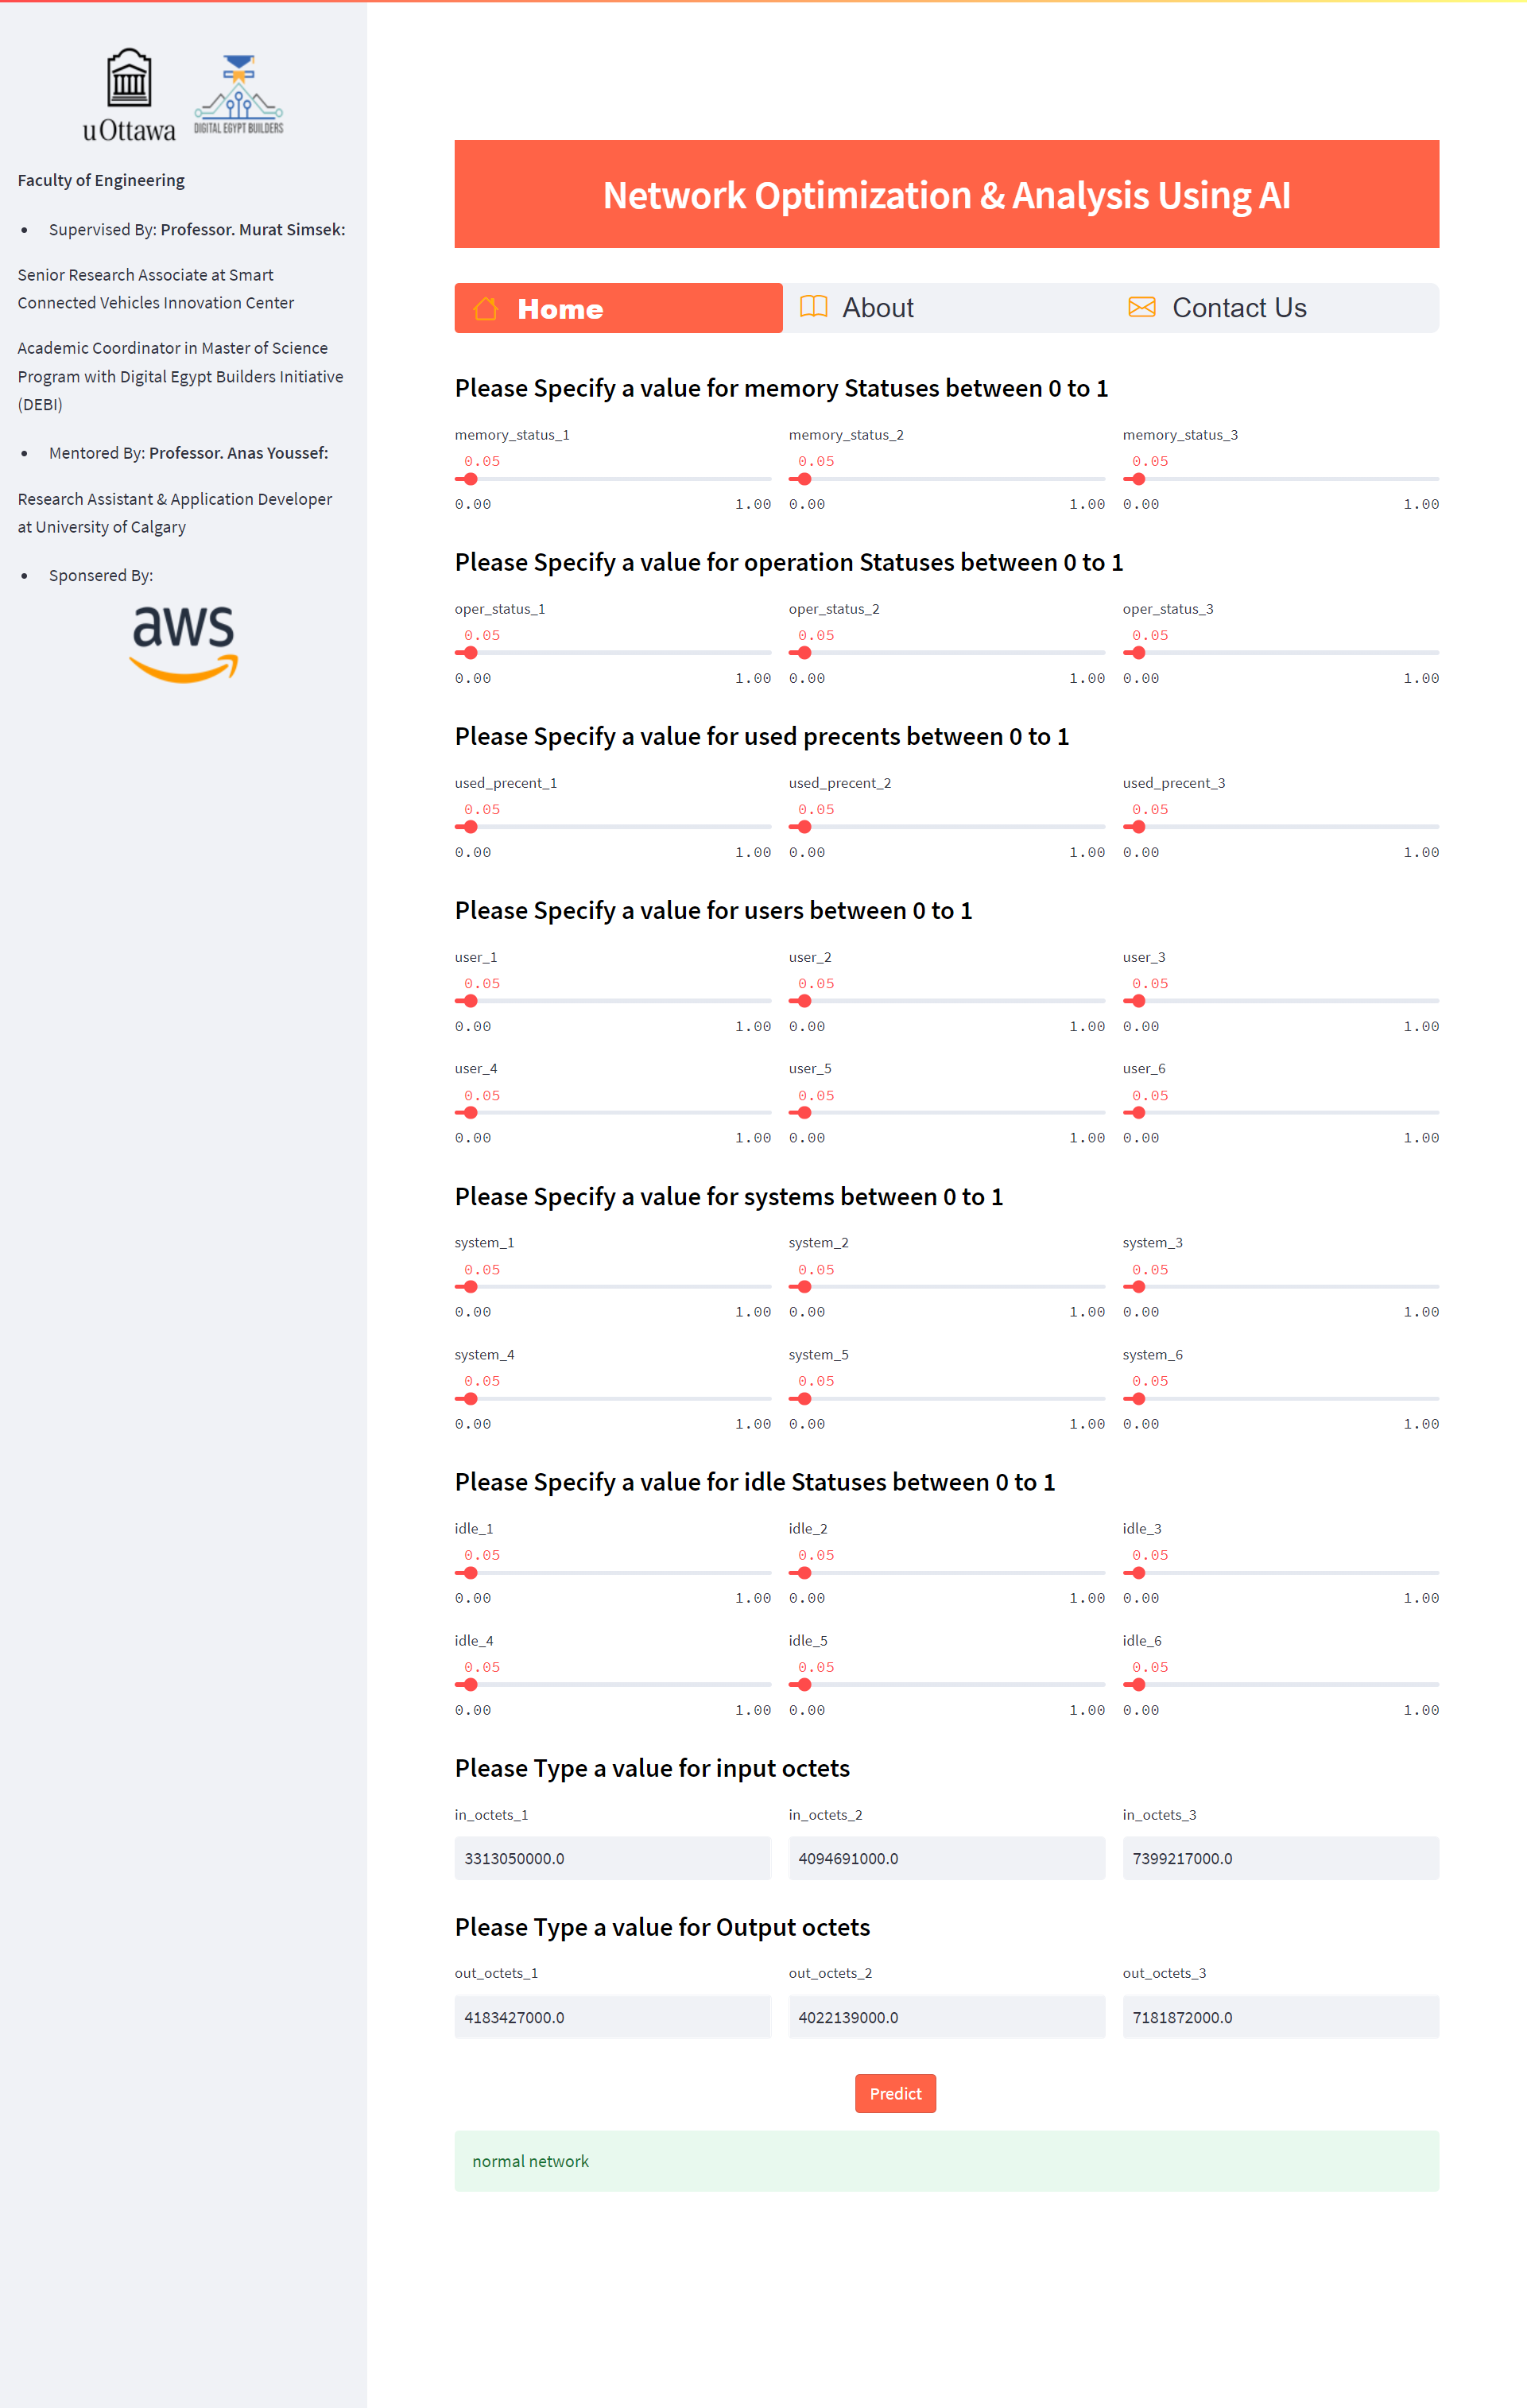 uOttawa
DIGITAL EGYPT BUILDERS
Faculty of Engineering
Supervised By: Professor. Murat Simsek:
Senior Research Associate at Smart
Connected Vehicles Innovation Center
Academic Coordinator in Master of Science
Program with Digital Egypt Builders Initiative
(DEBI)
Mentored By: Professor. Anas Youssef:
Research Assistant & Application Developer
at University of Calgary
Sponsered By:
aws
Network Optimization & Analysis Using AI
Home About Contact Us
Please Specify a value for memory Statuses between 0 to 1
memory_status_1 memory_status_2 memory_status_3
0.05 0.05 0.05
0.00 1.00 0.00 1.00 0.00 1.00
Please Specify a value for operation Statuses between 0 to 1
oper_status_1 oper_status_2 oper_status_3
0.05 0.05 0.05
0.00 1.00 0.00 1.00 0.00 1.00
Please Specify a value for used precents between 0 to 1
used_precent_1 used_precent_2 used_precent_3
0.05 0.05 0.05
0.00 1.00 0.00 1.00 0.00 1.00
Please Specify a value for users between 0 to 1
user_1 user_2 user_3
0.05 0.05 0.05
0.00 1.00 0.00 1.00 0.00 1.00
user_4 user_5 user_6
0.05 0.05 0.05
0.00 1.00 0.00 1.00 0.00 1.00
Please Specify a value for systems between 0 to 1
system_1 system_2 system_3
0.05 0.05 0.05
0.00 1.00 0.00 1.00 0.00 1.00
system_4 system_5 system_6
0.05 0.05 0.05
0.00 1.00 0.00 1.00 0.00 1.00
Please Specify a value for idle Statuses between 0 to 1
idle_1 idle_2 idle_3
0.05 0.05 0.05
0.00 1.00 0.00 1.00 0.00 1.00
idle_4 idle_5 idle_6
0.05 0.05 0.05
0.00 1.00 0.00 1.00 0.00 1.00
Please Type a value for input octets
in_octets_1 in_octets_2 in_octets_3
3313050000.0 4094691000.0 7399217000.0
Please Type a value for Output octets
out_octets_1 out_octets_2 out_octets_3
4183427000.0 4022139000.0 7181872000.0
Predict
normal network